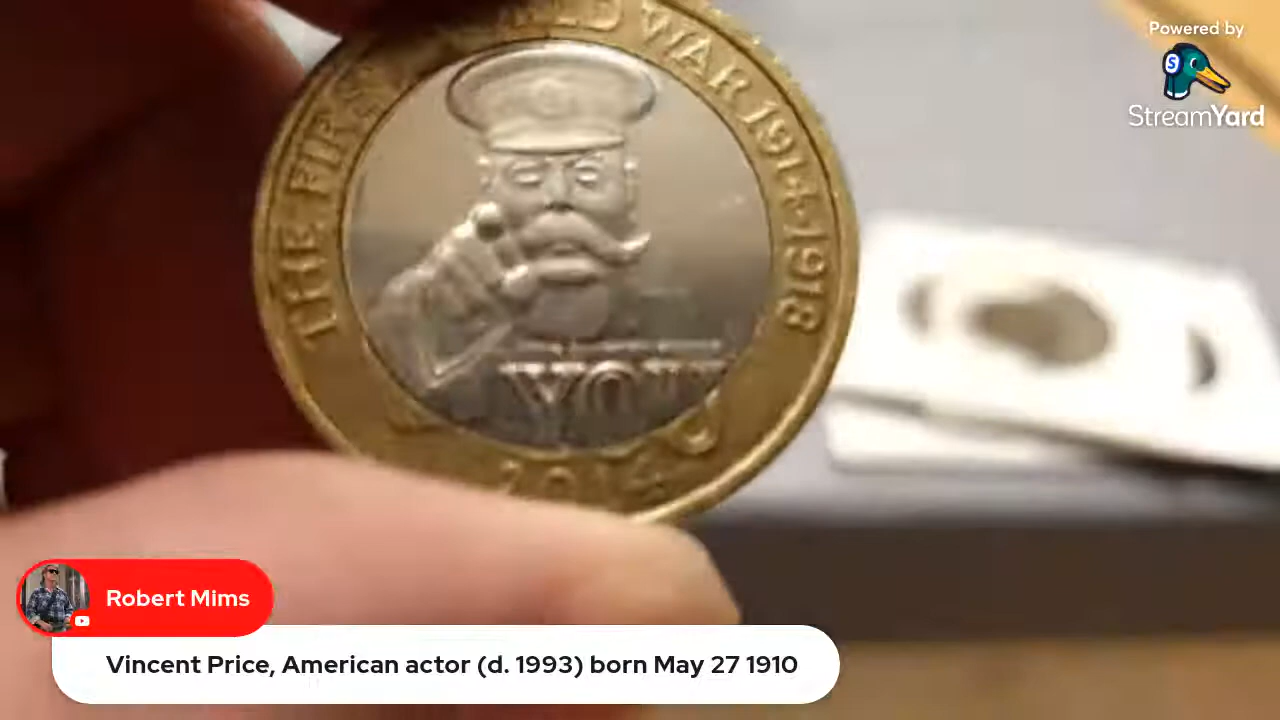 Powered by
StreamYard
THE FIRST WORLD WAR 1914-1918
YOU
2014
Robert Mims
Vincent Price, American actor (d. 1993) born May 27 1910